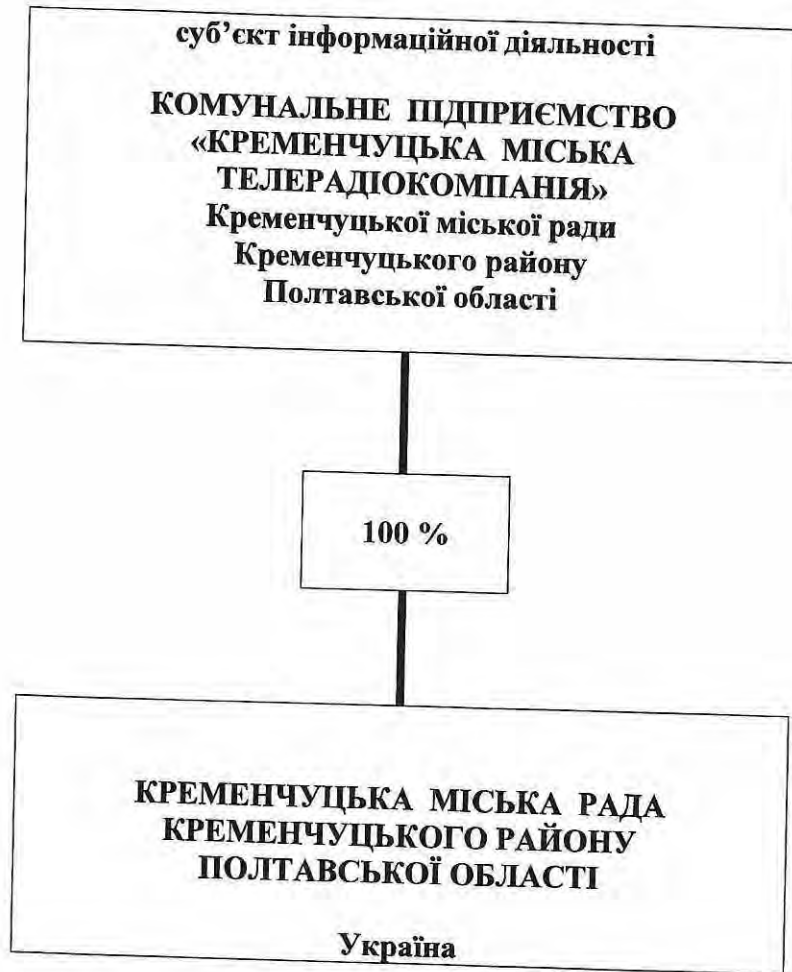 суб’єкт інформаційної діяльності
КОМУНАЛЬНЕ ПІДПРИЄМСТВО
«КРЕМЕНЧУЦЬКА МІСЬКА
ТЕЛЕРАДІОКОМПАНІЯ»
Кременчуцької міської ради
Кременчуцького району
Полтавської області
100 %
КРЕМЕНЧУЦЬКА МІСЬКА РАДА
КРЕМЕНЧУЦЬКОГО РАЙОНУ
ПОЛТАВСЬКОЇ ОБЛАСТІ
Україна